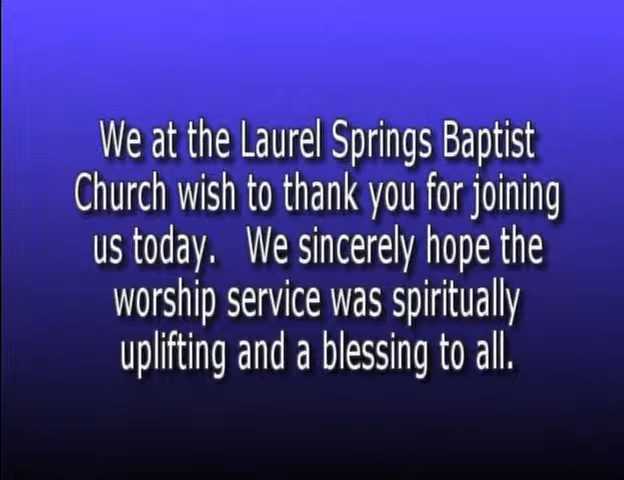 We at the Laurel Springs Baptist
Church wish to thank you for joining
us today.   We sincerely hope the
worship service was spiritually
uplifting and a blessing to all.